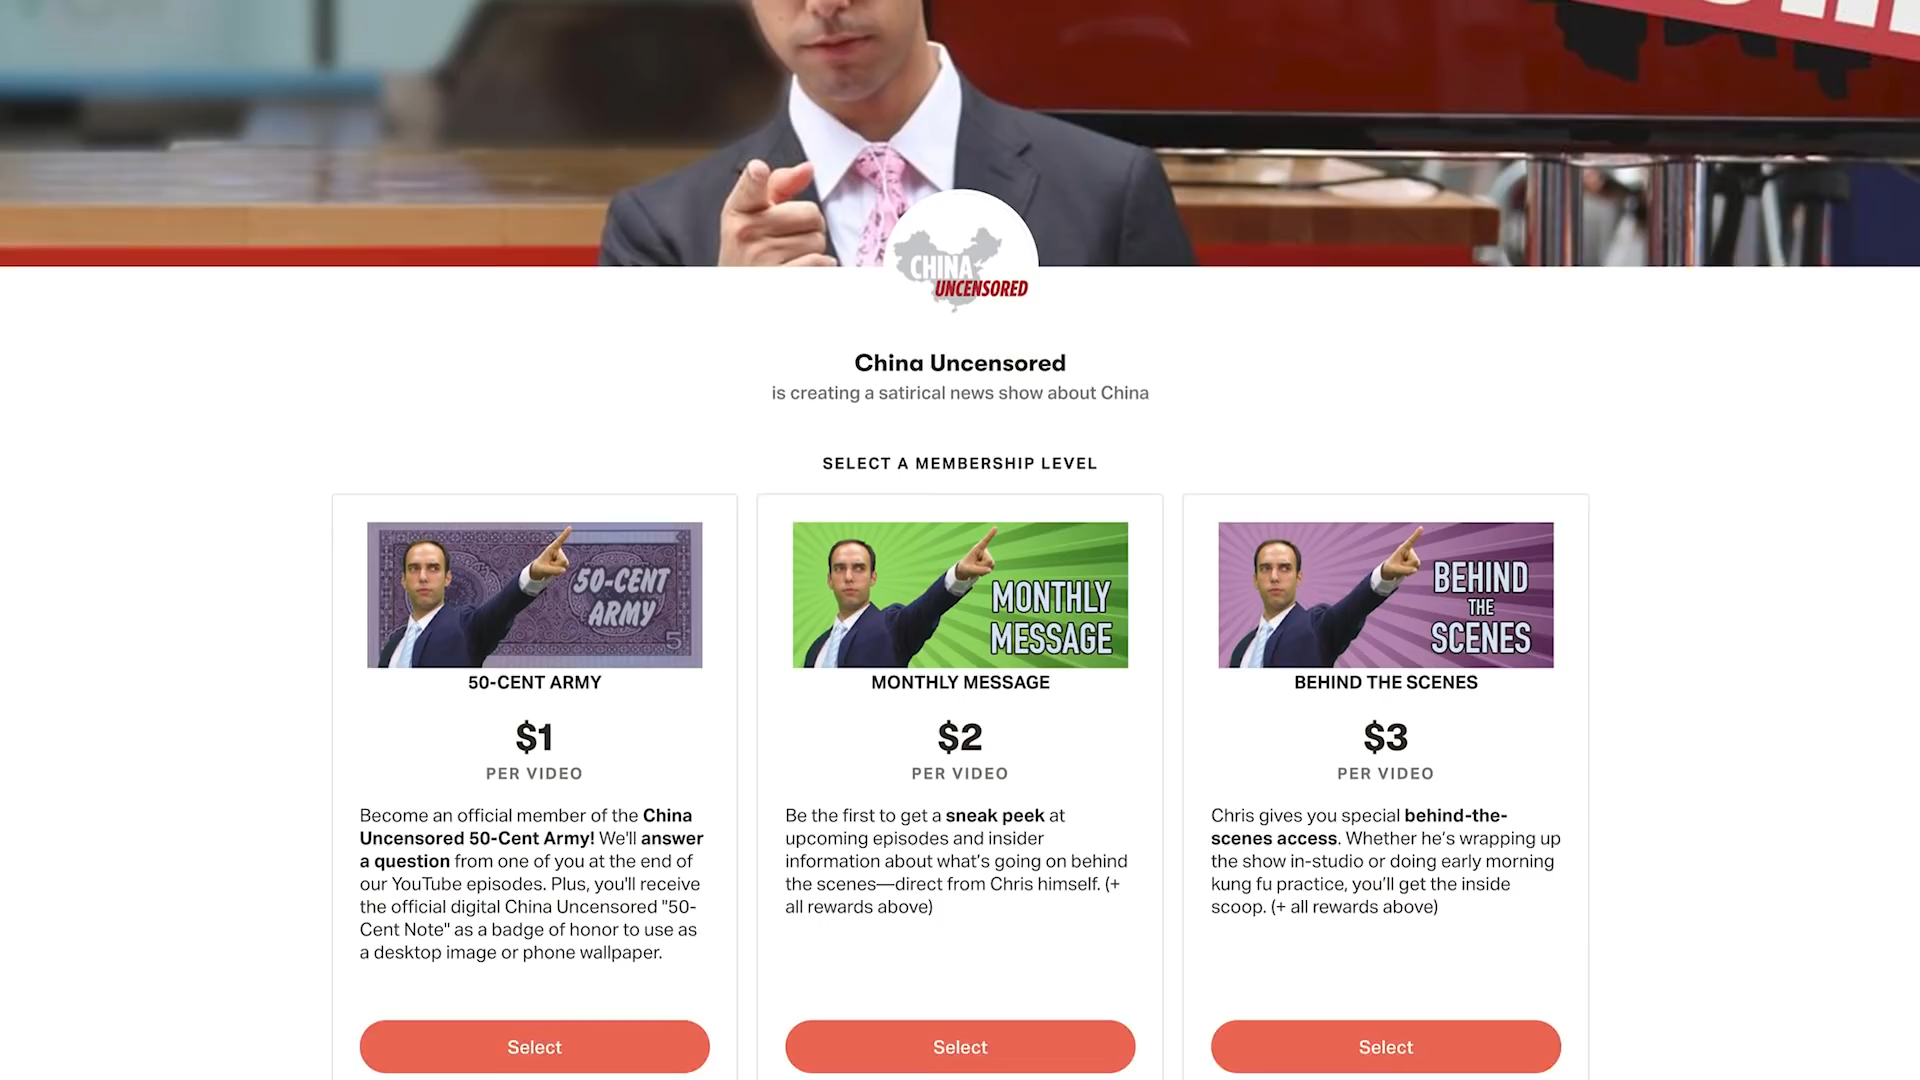 CHINA
UNCENSORED
China Uncensored
is creating a satirical news show about China
SELECT A MEMBERSHIP LEVEL
50-CENT
ARMY
5
50-CENT ARMY
$1
PER VIDEO
Become an official member of the China
Uncensored 50-Cent Army! We'll answer
a question from one of you at the end of
our YouTube episodes. Plus, you'll receive
the official digital China Uncensored "50-
Cent Note" as a badge of honor to use as
a desktop image or phone wallpaper.
Select
MONTHLY
MESSAGE
MONTHLY MESSAGE
$2
PER VIDEO
Be the first to get a sneak peek at
upcoming episodes and insider
information about what's going on behind
the scenes—direct from Chris himself. (+
all rewards above)
Select
BEHIND
THE
SCENES
BEHIND THE SCENES
$3
PER VIDEO
Chris gives you special behind-the-
scenes access. Whether he's wrapping up
the show in-studio or doing early morning
kung fu practice, you'll get the inside
scoop. (+ all rewards above)
Select